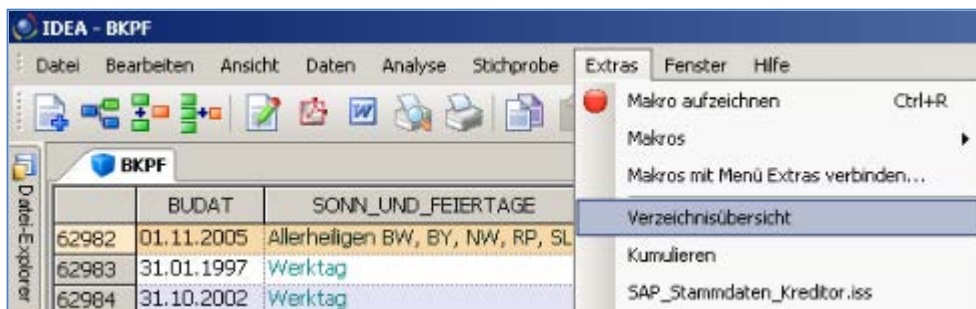 IDEA - BKPF
Datei Bearbeiten Ansicht Daten Analyse Stichprobe Extras Fenster Hilfe
Makro aufzeichnen Ctrl+R
Makros
Makros mit Menü Extras verbinden...
Verzeichnisübersicht
Kumulieren
SAP_Stammdaten_Kreditor.iss
Datei-Explorer
BKPF
BUDAT SONN_UND_FEIERTAGE
62982 01.11.2005 Allerheiligen BW, BY, NW, RP, SL
62983 31.01.1997 Werktag
62984 31.10.2002 Werktag